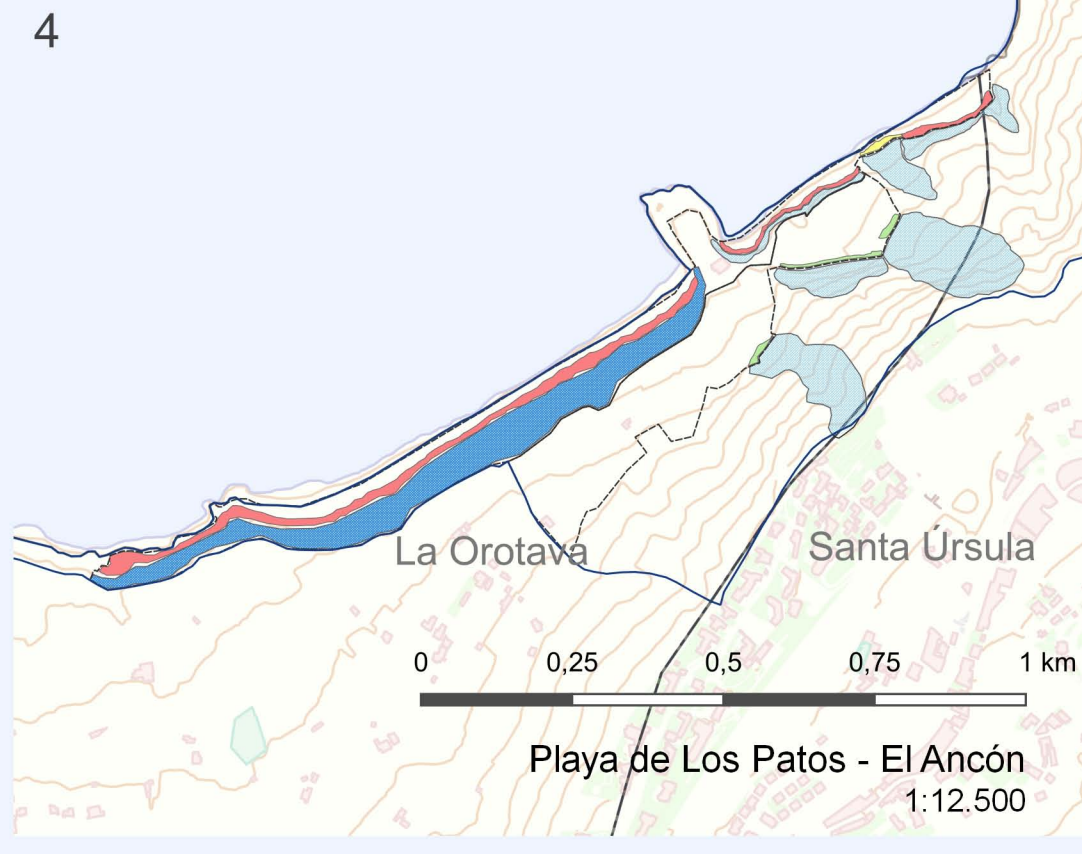 4
La Orotava
Santa Úrsula
0 0,25 0,5 0,75 1 km
Playa de Los Patos - El Ancón
1:12.500